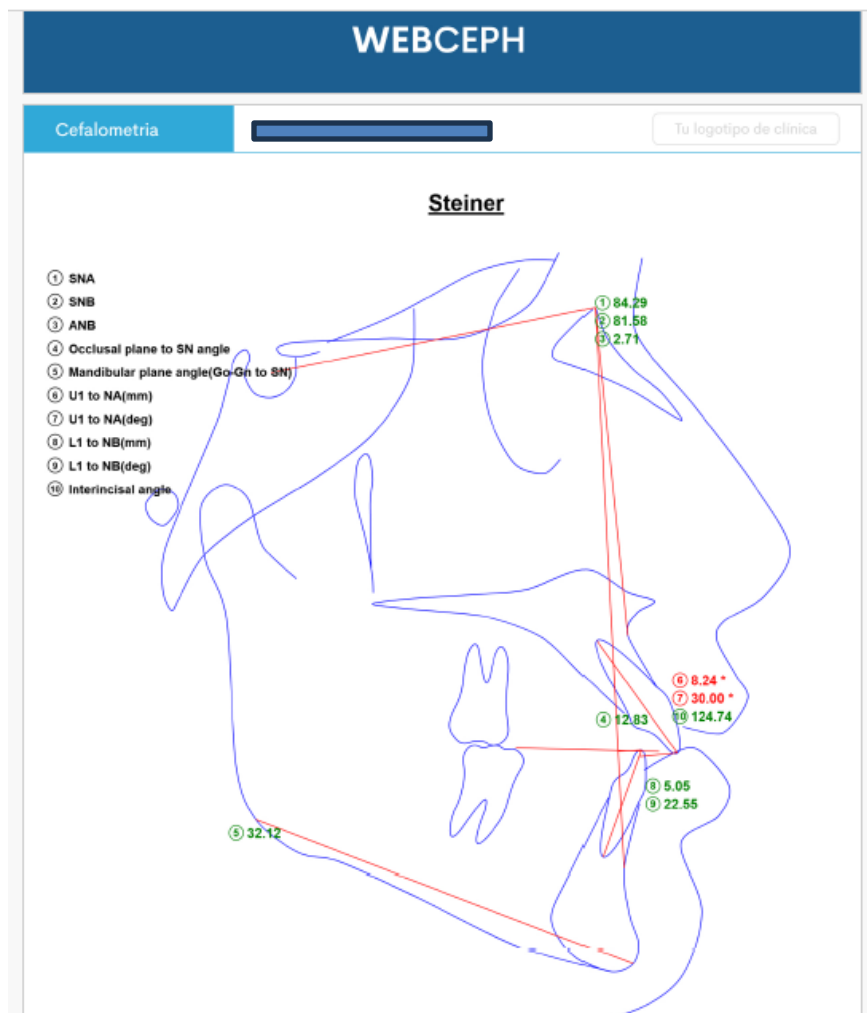 WEBCEPH
Cefalometria
Tu logotipo de clínica
Steiner
① SNA
② SNB
③ ANB
④ Occlusal plane to SN angle
⑤ Mandibular plane angle(Go-Gn to SN)
⑥ U1 to NA(mm)
⑦ U1 to NA(deg)
⑧ L1 to NB(mm)
⑨ L1 to NB(deg)
⑩ Interincisal angle
① 84.29
② 81.58
③ 2.71
⑥ 8.24 *
⑦ 30.00 *
⑩ 124.74
④ 12.83
⑧ 5.05
⑨ 22.55
⑤ 32.12